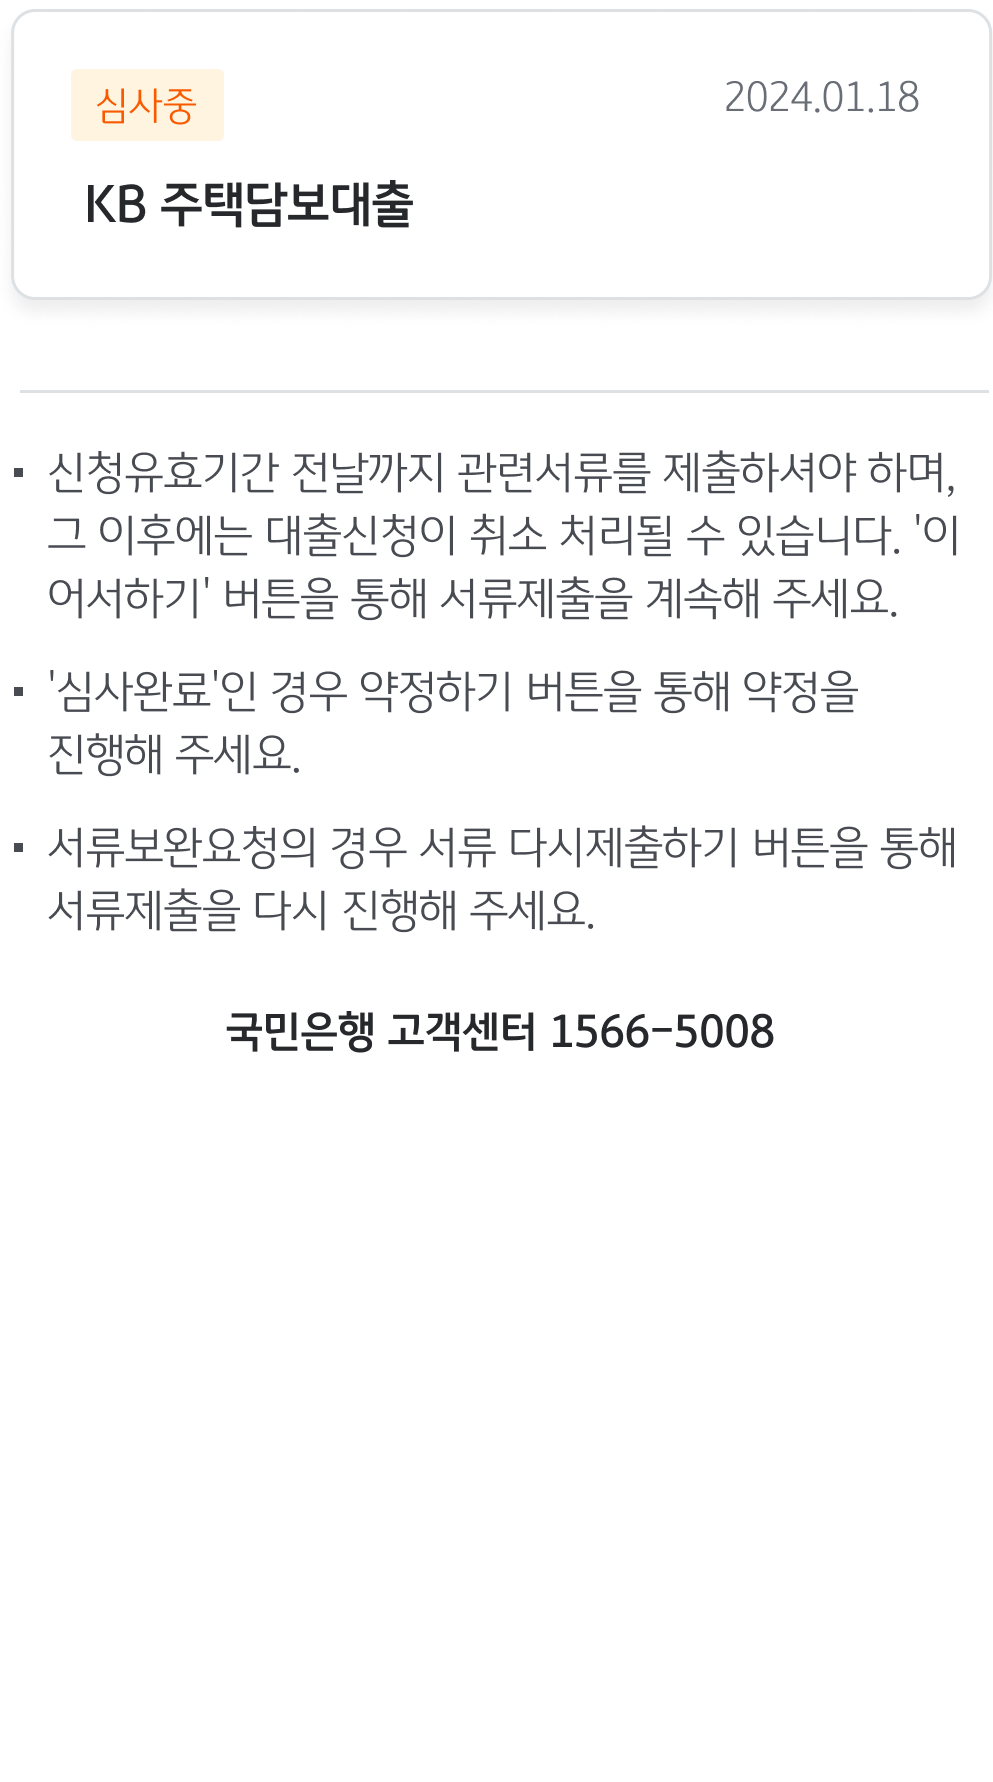 심사중
2024.01.18
KB 주택담보대출
신청유효기간 전날까지 관련서류를 제출하셔야 하며,
그 이후에는 대출신청이 취소 처리될 수 있습니다. '이
어서하기' 버튼을 통해 서류제출을 계속해 주세요.
'심사완료'인 경우 약정하기 버튼을 통해 약정을
진행해 주세요.
서류보완요청의 경우 서류 다시제출하기 버튼을 통해
서류제출을 다시 진행해 주세요.
국민은행 고객센터 1566-5008